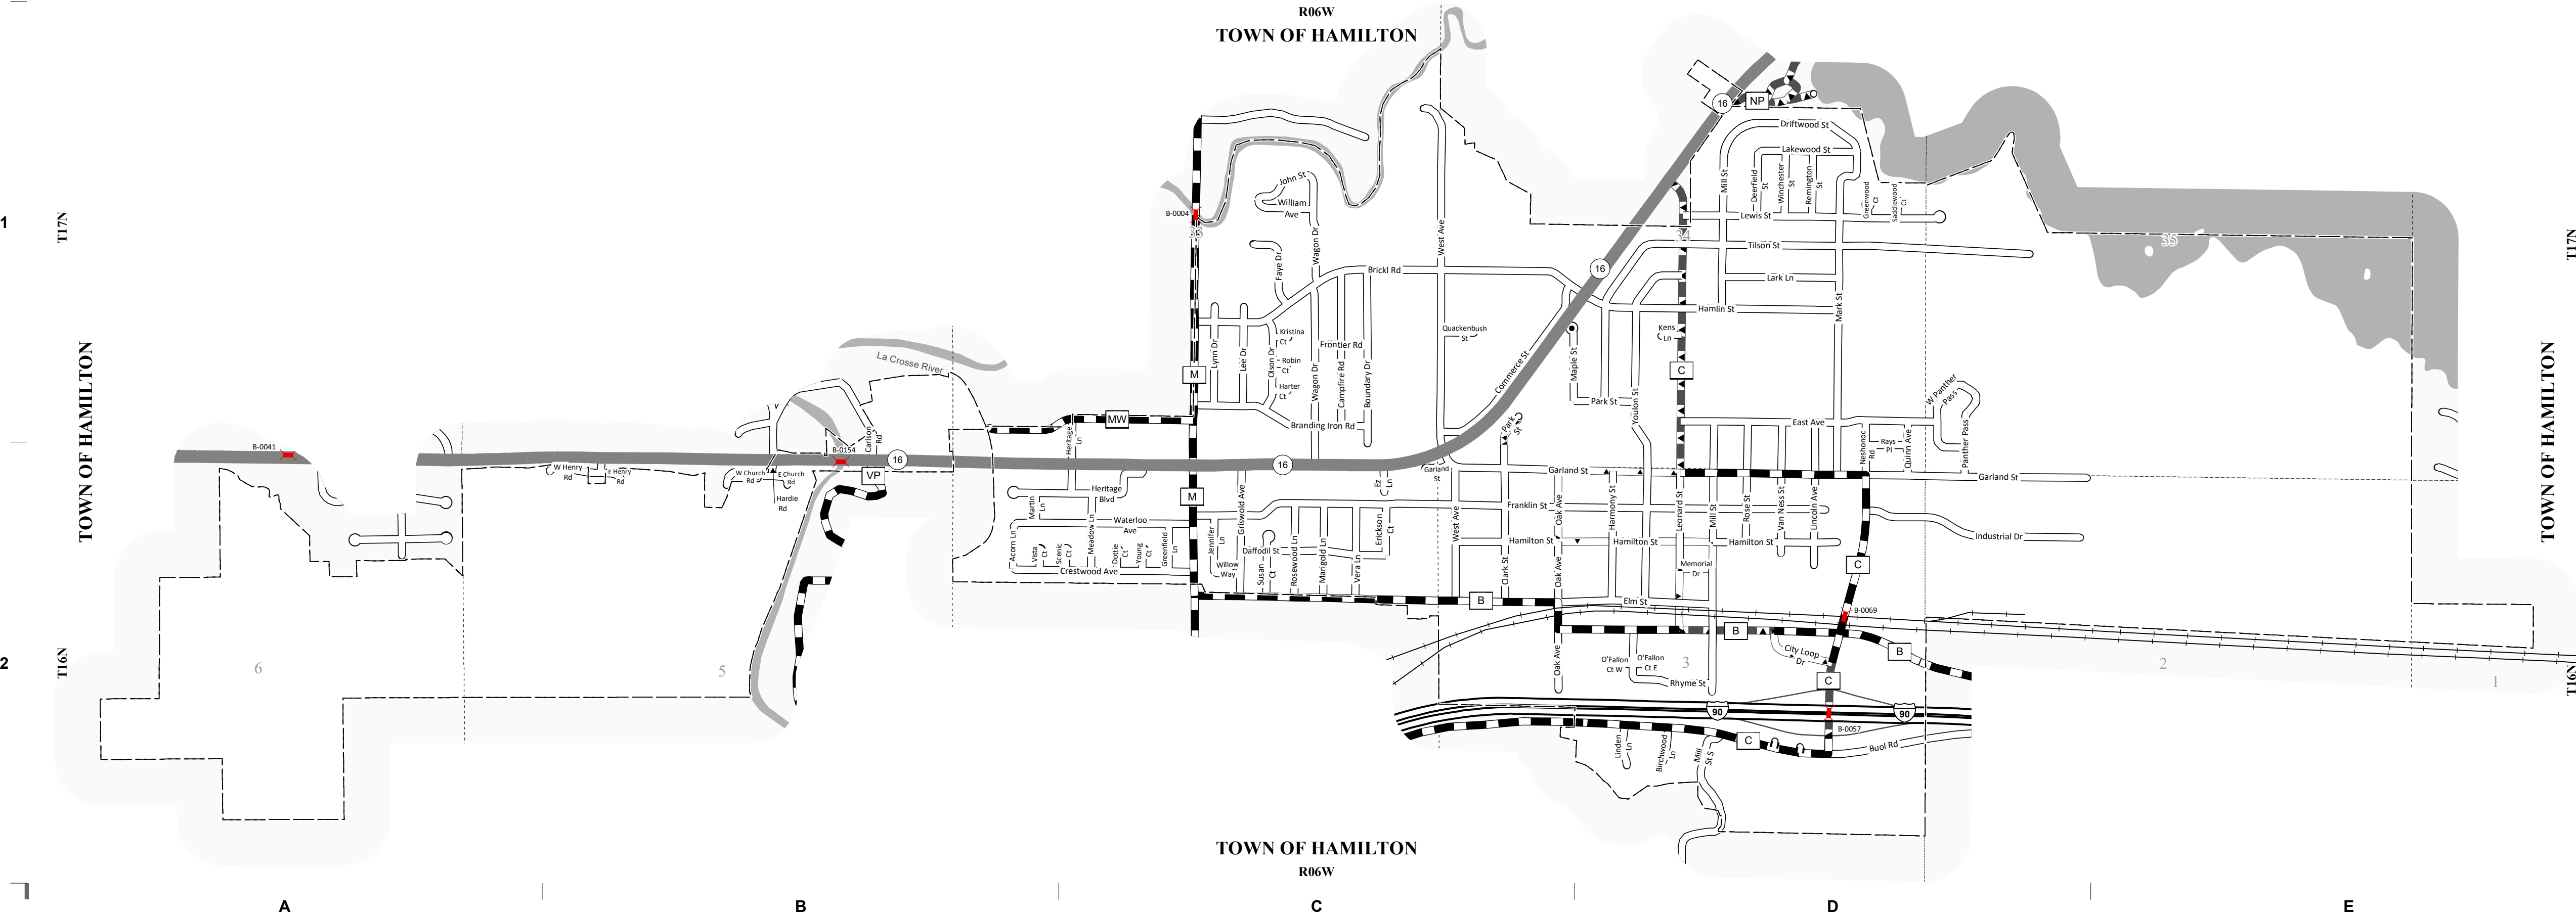 R06W
TOWN OF HAMILTON
16
NP
Driftwood St
Lakewood St
Mill St
Deerfield
St
Winchester
St
Remington
St
Greenwood
Ct
Saddlewood
Ct
John St
William
Ave
B-0004
Lewis St
1
T17N
T17N
33
34
35
West Ave
Wagon Dr
Tilson St
Faye Dr
Brickl Rd
16
Lark Ln
Mark St
Hamlin St
Kristina
Ct
Quackenbush
St
Kens
Ln
Lynn Dr
Lee Dr
Olson Dr
Frontier Rd
Robin
Ct
Harter
Ct
Wagon Dr
Campfire Rd
Boundary Dr
Commerce St
Maple St
La Crosse River
M
C
TOWN OF HAMILTON
TOWN OF HAMILTON
Park St
Youlon St
W Panther
Pass
MW
Branding Iron Rd
Park
St
East Ave
Heritage
Ln
Carlson
Rd
Neshonoc
Rd
Rays
Pl
Quinn Ave
Panther Pass
B-0041
B-0154
16
16
W Henry
Rd
E Henry
Rd
W Church
Rd
E Church
Rd
Hardie
Rd
VP
Garland
St
Garland St
Garland St
Ez
Ln
Heritage
Blvd
M
Martin
Ln
Griswold Ave
Franklin St
Oak Ave
Harmony St
Leonard St
Mill St
Rose St
Van Ness St
Lincoln Ave
Waterloo
Ave
Acorn Ln
Vista
Ct
Scenic
Ct
Meadow Ln
Dottie
Ct
Young
Ct
Greenfield
Ln
Jennifer
Ln
Erickson
Ct
West Ave
Industrial Dr
Daffodil St
Hamilton St
Hamilton St
Hamilton St
Crestwood Ave
Willow
Way
Susan
Ct
Rosewood Ln
Marigold Ln
Vera Ln
Clark St
Oak Ave
Memorial
Dr
C
B
Elm St
B-0069
B
B
2
T16N
T16N
6
5
3
2
1
Oak Ave
O'Fallon
Ct W
O'Fallon
Ct E
City Loop
Dr
Rhyme St
C
90
90
B-0057
C
Buol Rd
Linden
Ln
Birchwood
Ln
Mill
St S
TOWN OF HAMILTON
R06W
A
B
C
D
E